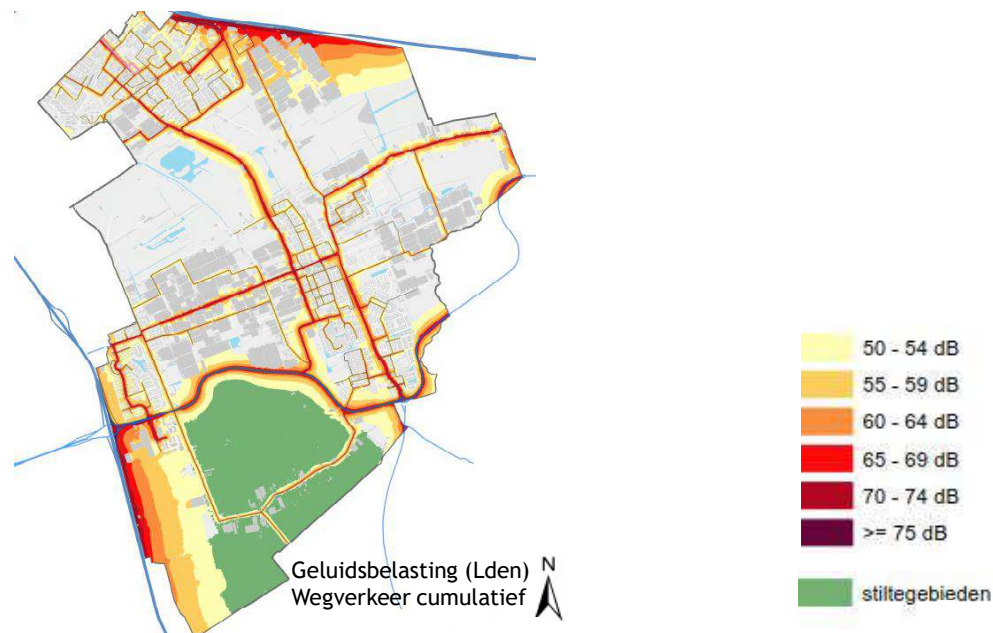 50 - 54 dB
55 - 59 dB
60 - 64 dB
65 - 69 dB
70 - 74 dB
>= 75 dB
stiltegebieden
Geluidsbelasting (Lden)
Wegverkeer cumulatief
N